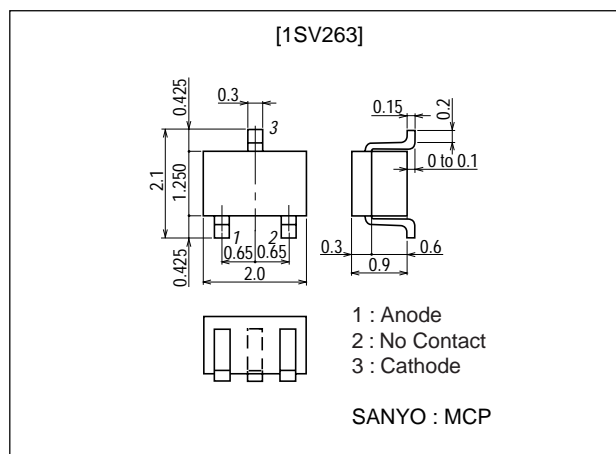 [1SV263]
0.425
0.3
3
2.1
1.250
1
2
0.65 0.65
0.425
2.0
0.15
0.2
0 to 0.1
0.3
0.6
0.9
1 : Anode
2 : No Contact
3 : Cathode
SANYO : MCP